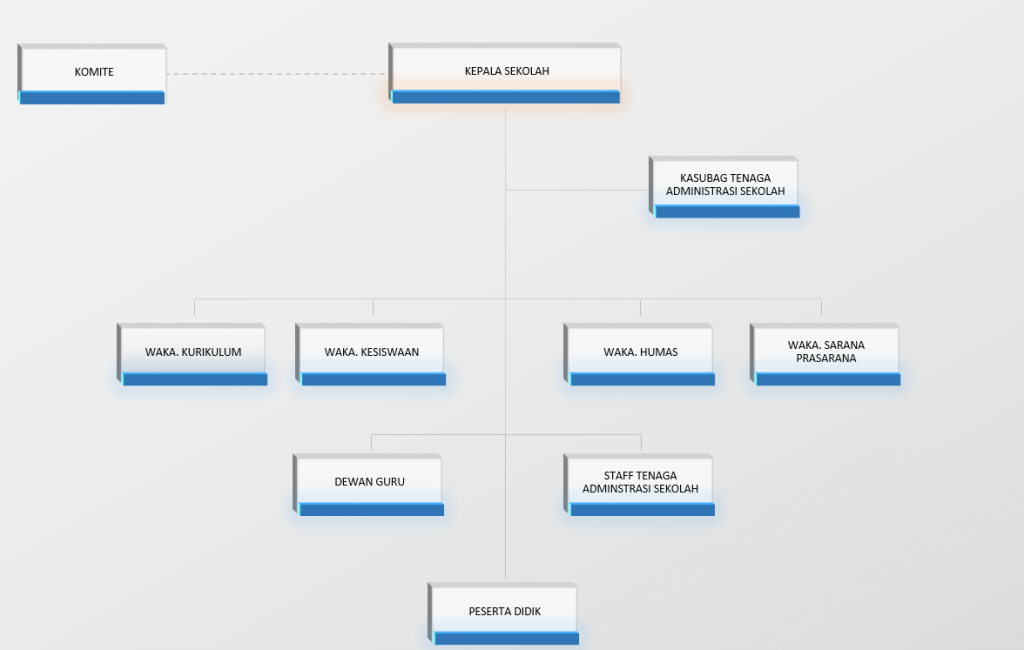 KOMITE
KEPALA SEKOLAH
KASUBAG TENAGA
ADMINISTRASI SEKOLAH
WAKA. KURIKULUM
WAKA. KESISWAAN
WAKA. HUMAS
WAKA. SARANA
PRASARANA
DEWAN GURU
STAFF TENAGA
ADMINSTRASI SEKOLAH
PESERTA DIDIK